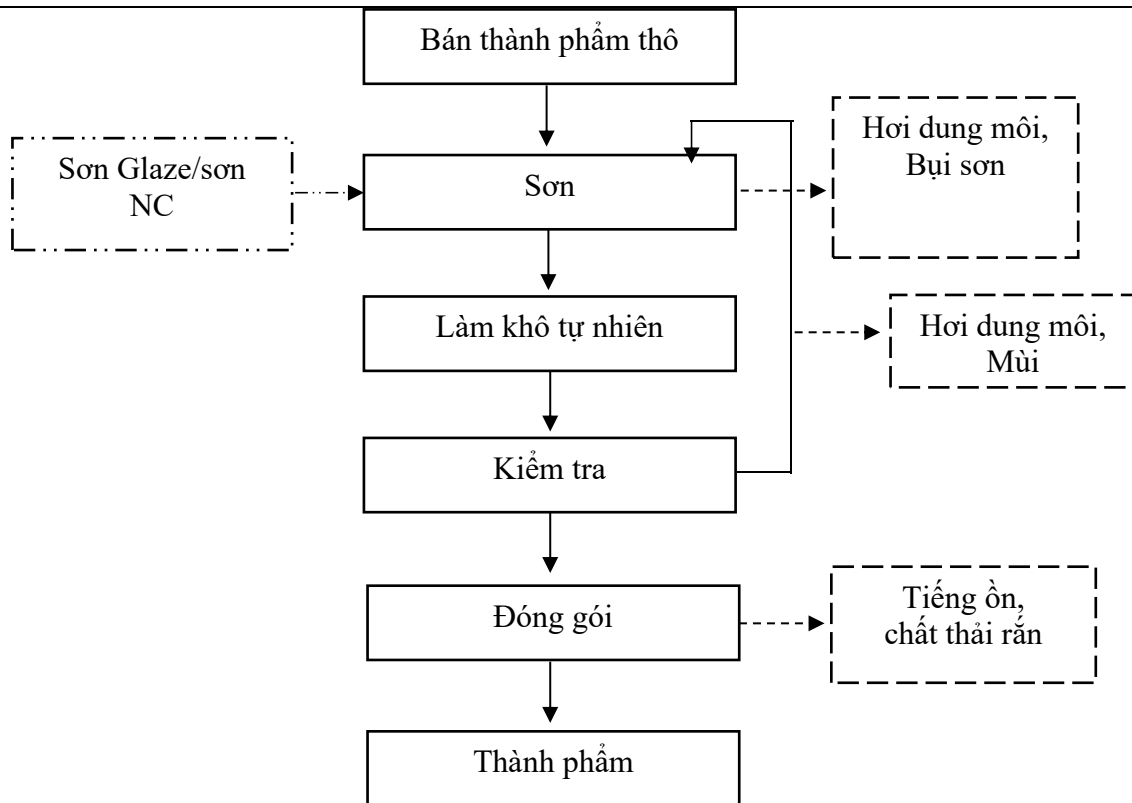 Bán thành phẩm thô
Sơn Glaze/sơn
NC
Sơn
Hơi dung môi,
Bụi sơn
Làm khô tự nhiên
Hơi dung môi,
Mùi
Kiểm tra
Đóng gói
Tiếng ồn,
chất thải rắn
Thành phẩm